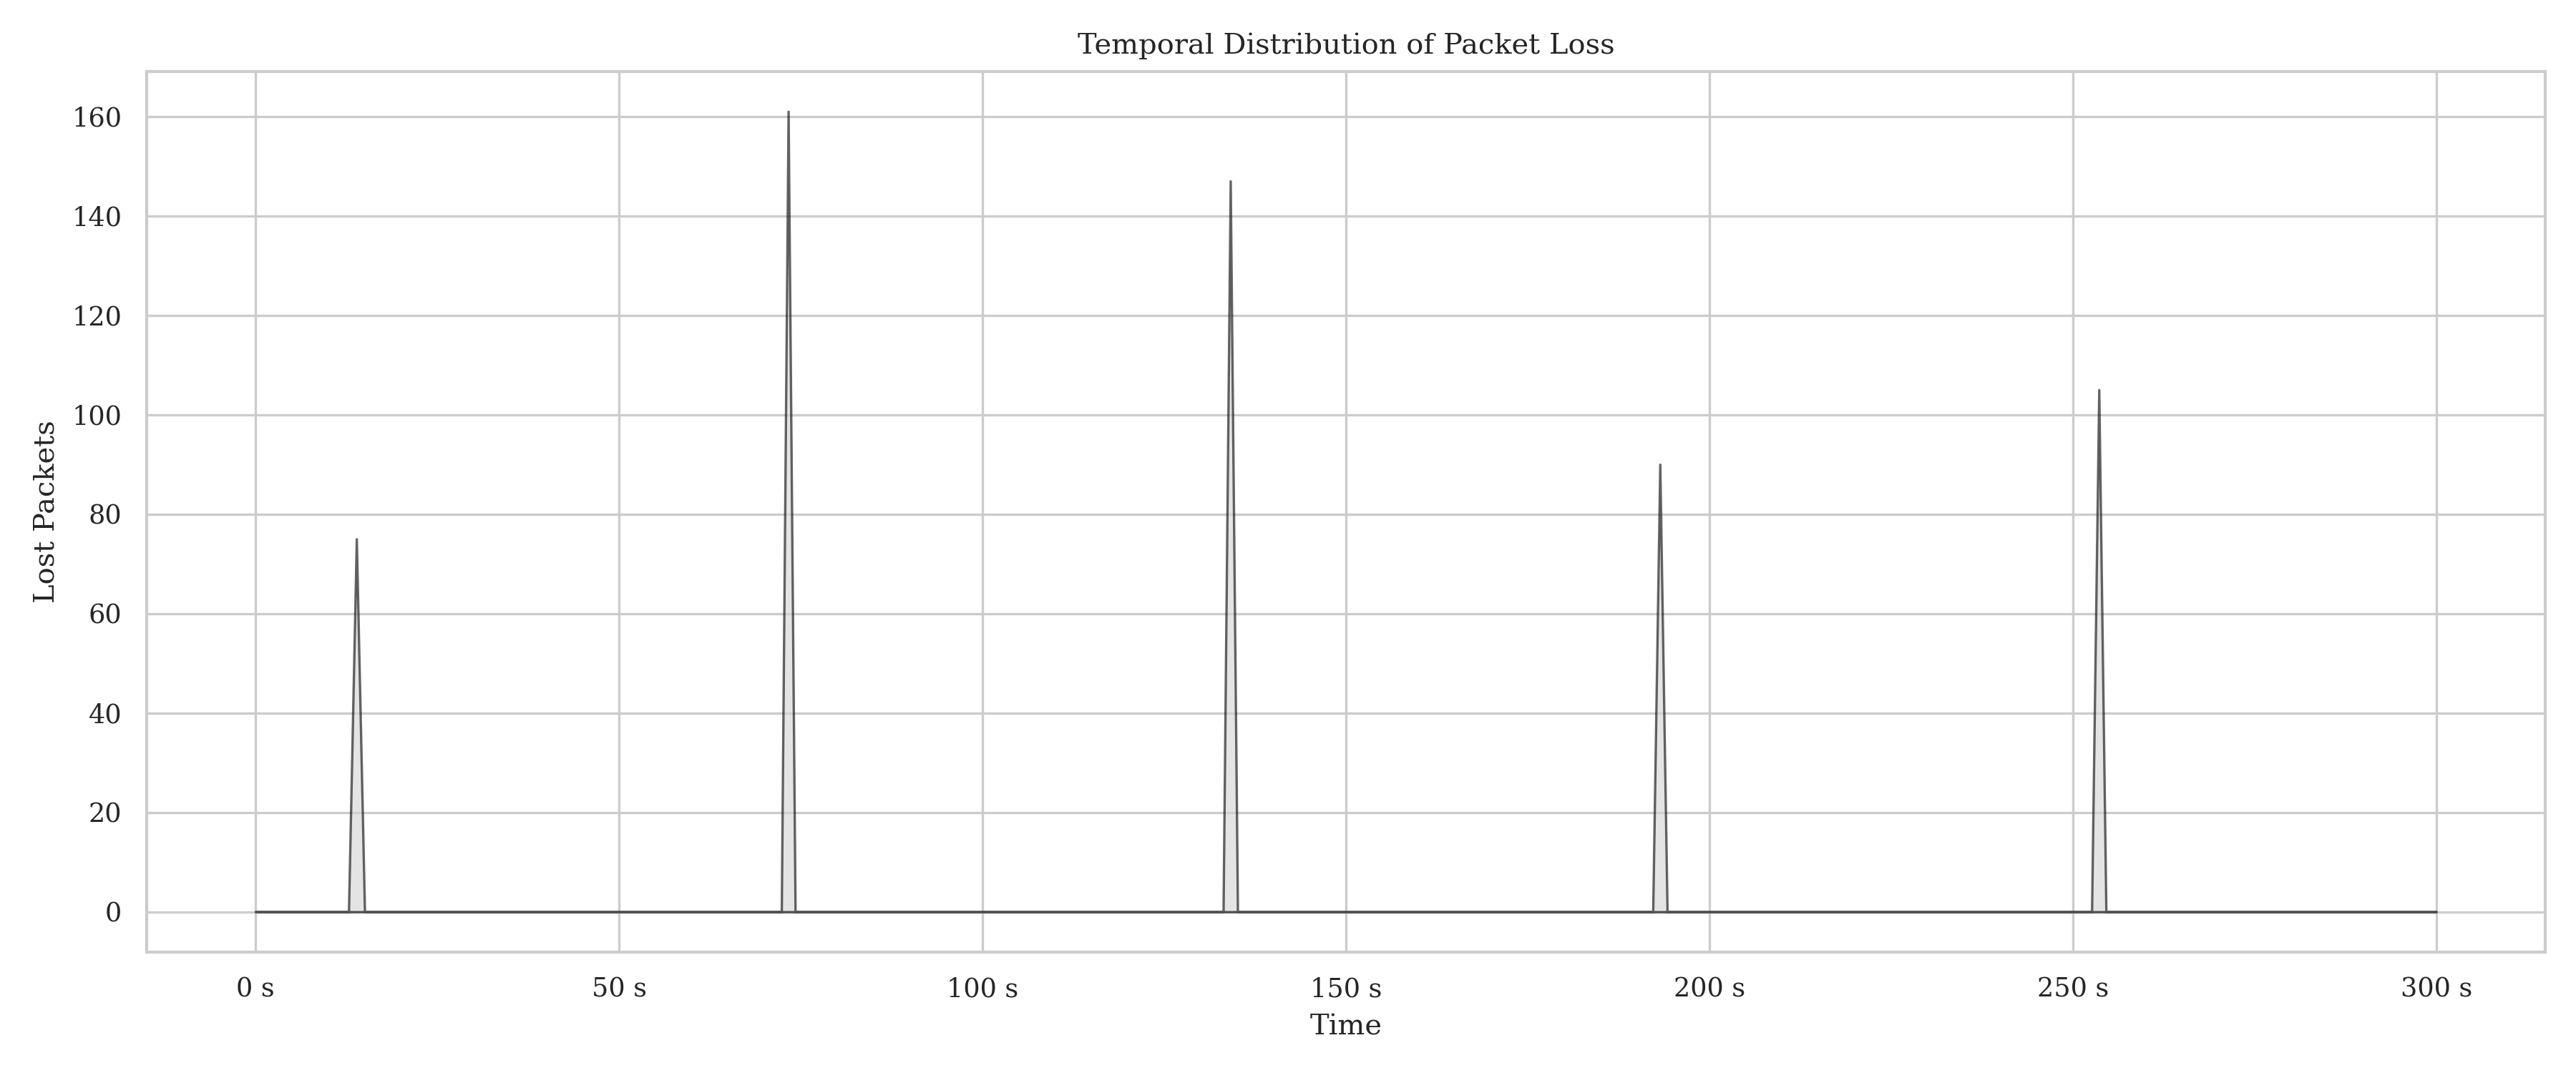 Temporal Distribution of Packet Loss
Lost Packets
160
140
120
100
80
60
40
20
0
0 s
50 s
100 s
150 s
200 s
250 s
300 s
Time